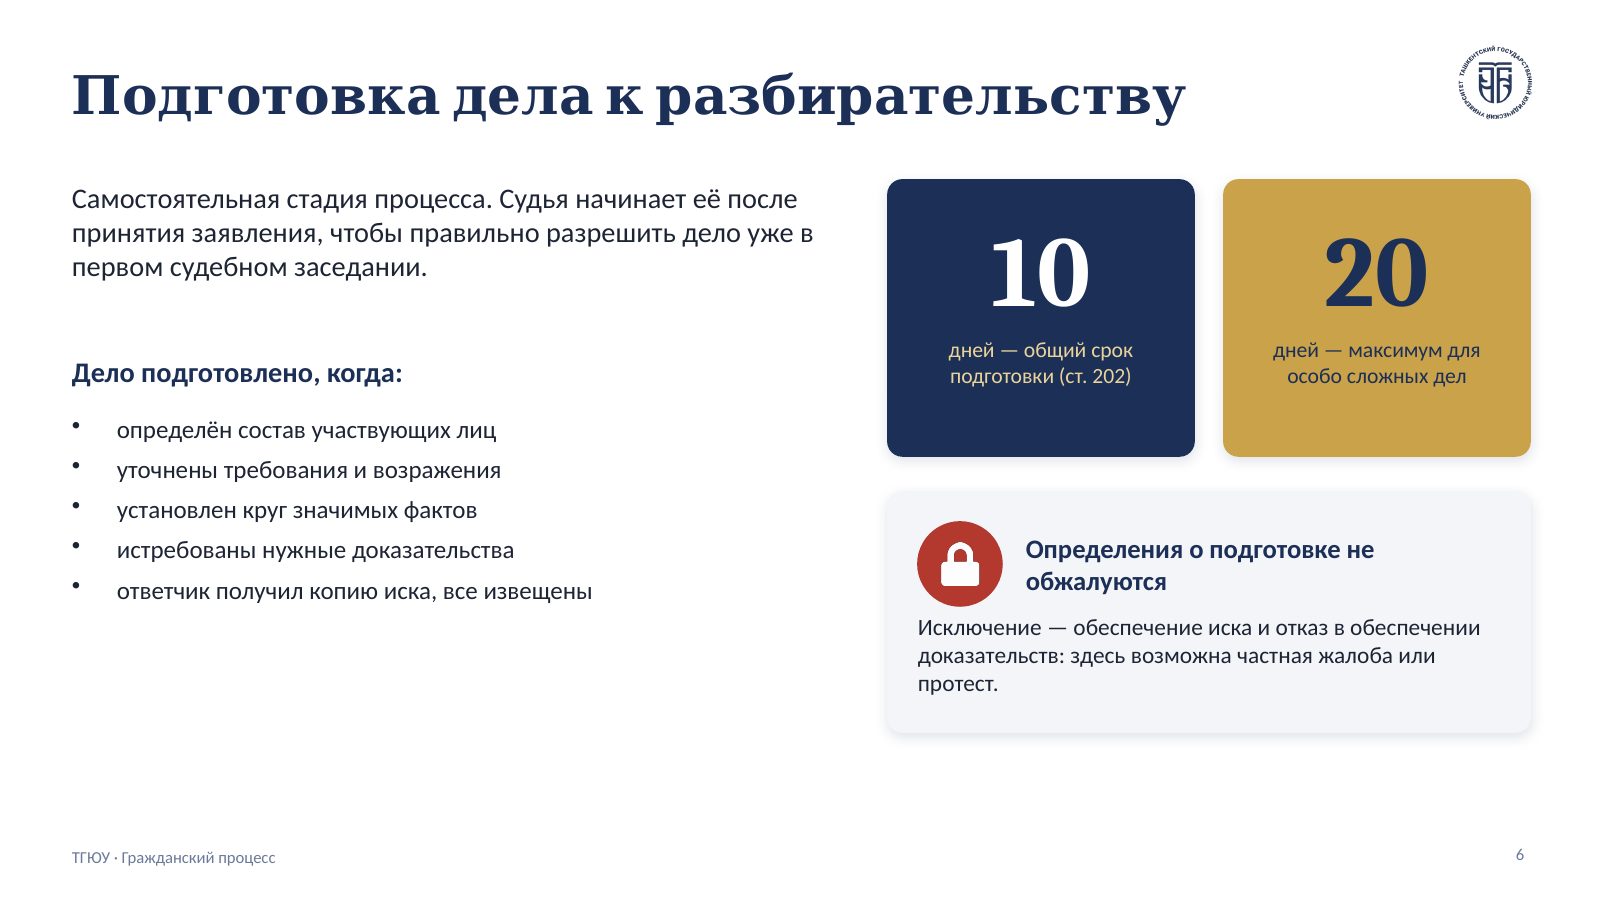 Подготовка дела к разбирательству
ТАШКЕНТСКИЙ ГОСУДАРСТВЕННЫЙ ЮРИДИЧЕСКИЙ УНИВЕРСИТЕТ
Самостоятельная стадия процесса. Судья начинает её после
принятия заявления, чтобы правильно разрешить дело уже в
первом судебном заседании.
Дело подготовлено, когда:
• определён состав участвующих лиц
• уточнены требования и возражения
• установлен круг значимых фактов
• истребованы нужные доказательства
• ответчик получил копию иска, все извещены
10
дней — общий срок
подготовки (ст. 202)
20
дней — максимум для
особо сложных дел
Определения о подготовке не
обжалуются
Исключение — обеспечение иска и отказ в обеспечении
доказательств: здесь возможна частная жалоба или
протест.
ТГЮУ · Гражданский процесс
6